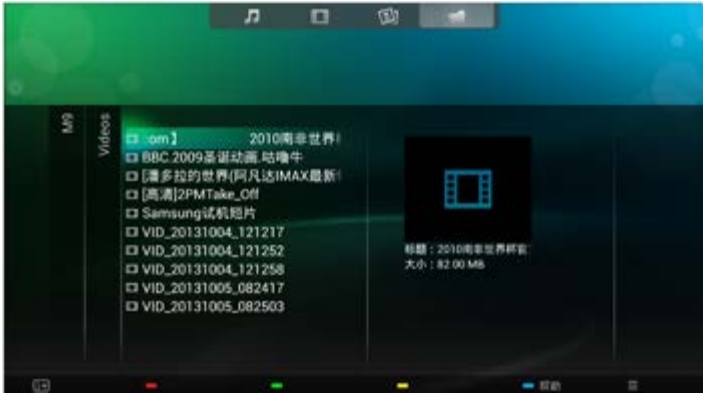 M9
Videos
:om】 2010南非世界
BBC.2009圣诞动画.咕噜牛
[潘多拉的世界(阿凡达IMAX最新
[高清]2PMTake_Off
Samsung试机短片
VID_20131004_121217
VID_20131004_121252
VID_20131004_121258
VID_20131005_082417
VID_20131005_082503
标题：2010南非世界杯官
大小：82.00 MB
帮助